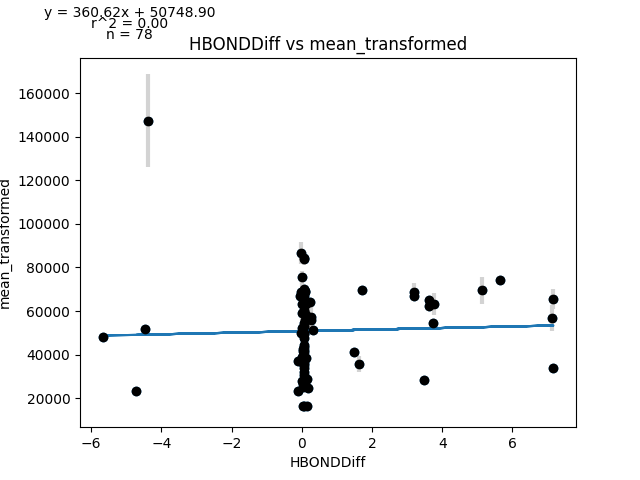 y = 360.62x + 50748.90
r^2 = 0.00
n = 78
HBONDDiff vs mean_transformed
mean_transformed
160000
140000
120000
100000
80000
60000
40000
20000
−6 −4 −2 0 2 4 6
HBONDDiff